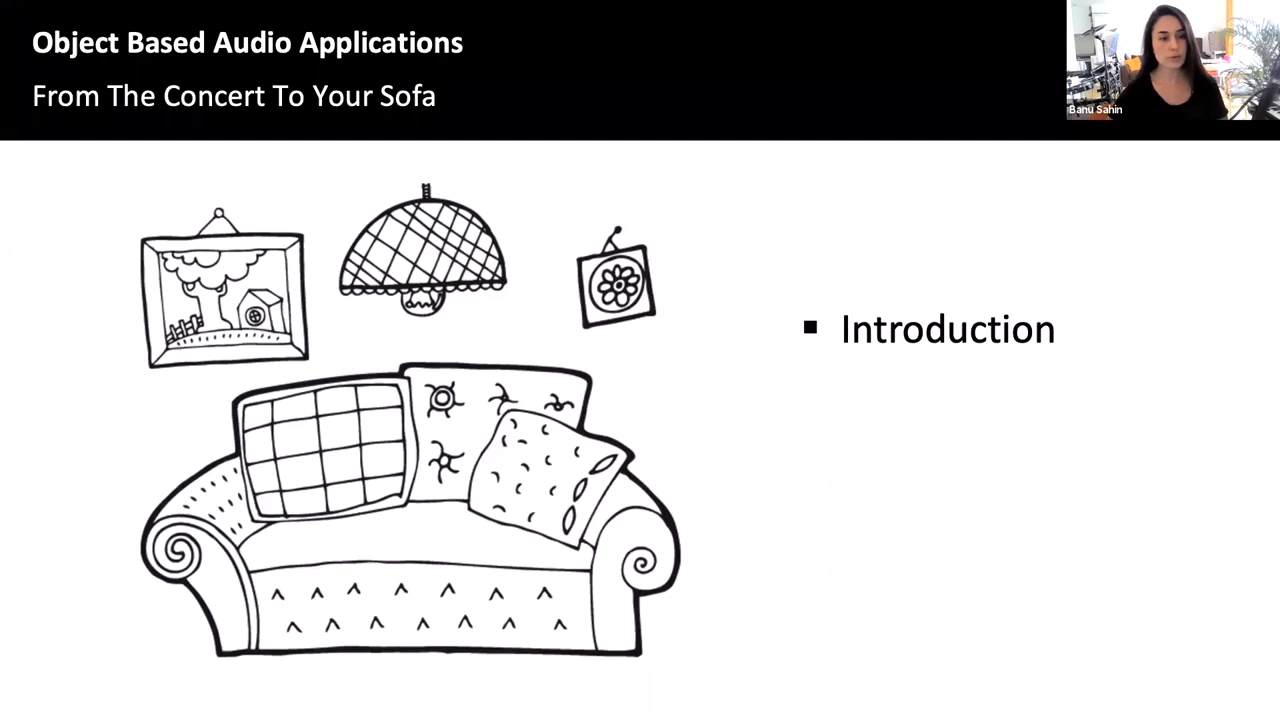 Object Based Audio Applications
From The Concert To Your Sofa
Banu Sahin
Introduction